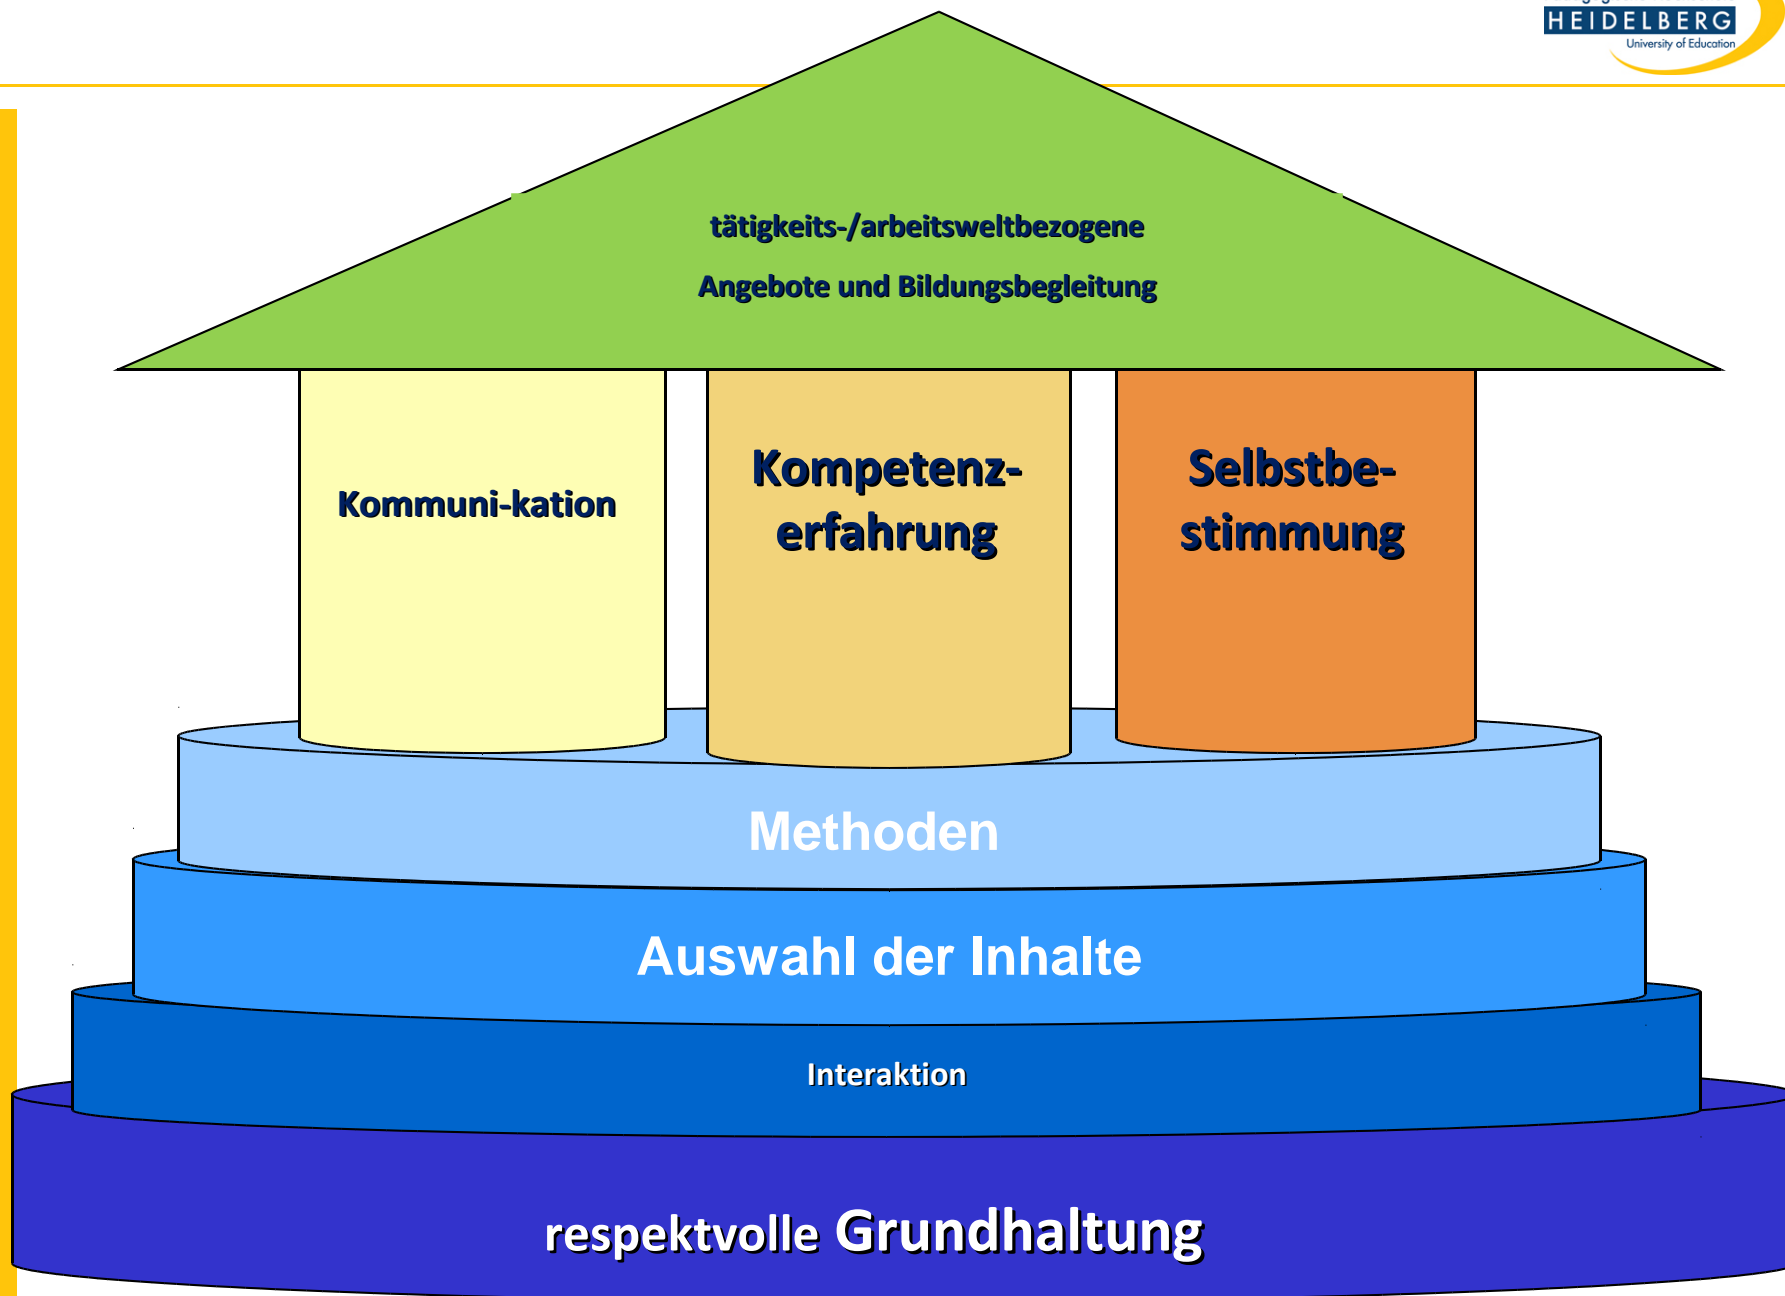 HEIDELBERG
University of Education
tätigkeits-/arbeitsweltbezogene
Angebote und Bildungsbegleitung
Kommuni-kation
Kompetenz-
erfahrung
Selbstbe-
stimmung
Methoden
Auswahl der Inhalte
Interaktion
respektvolle Grundhaltung